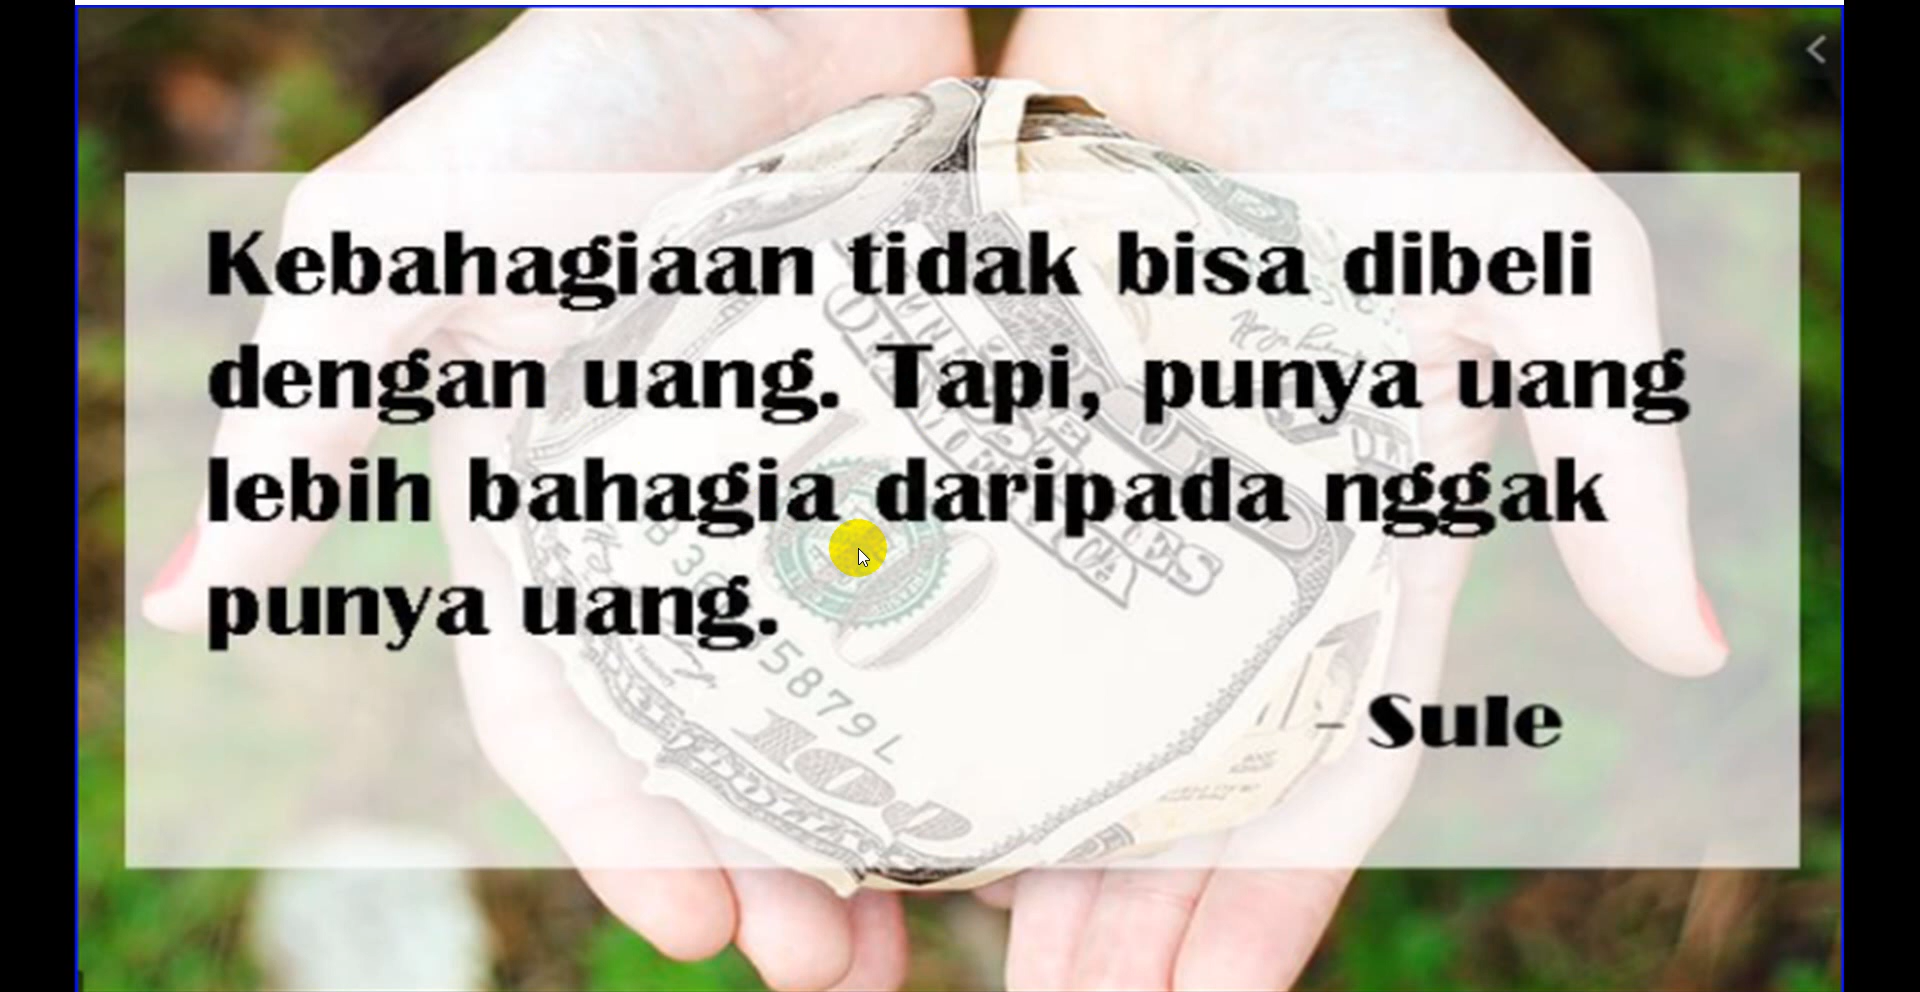 Kebahagiaan tidak bisa dibeli
dengan uang. Tapi, punya uang
lebih bahagia daripada nggak
punya uang.
- Sule